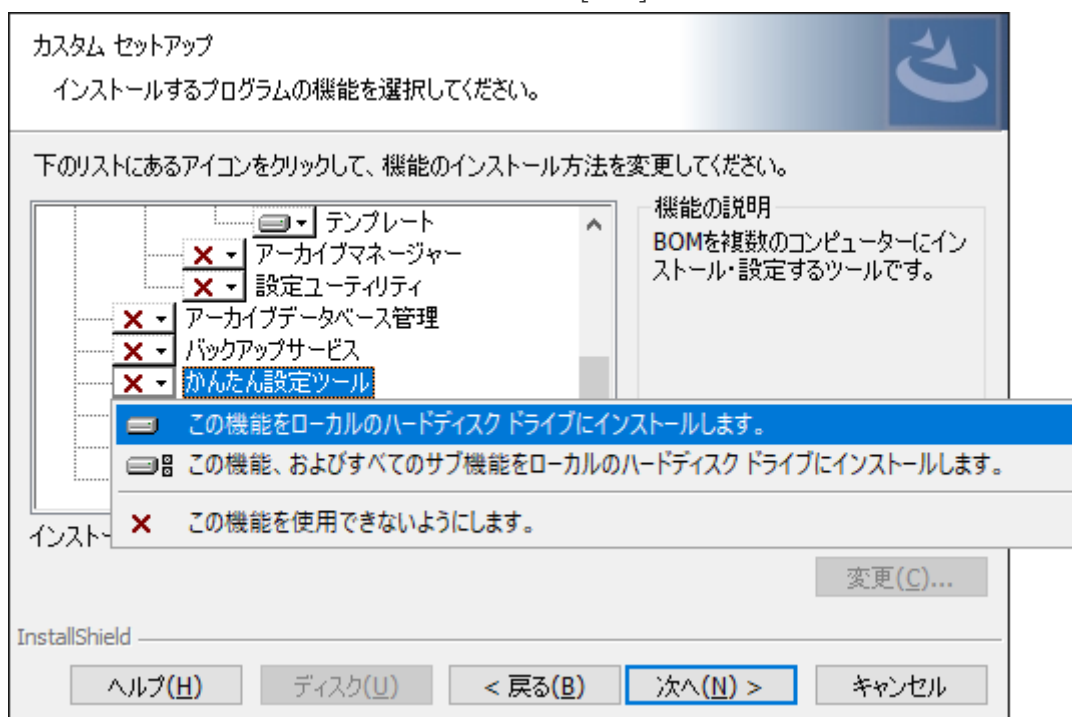 カスタム セットアップ
インストールするプログラムの機能を選択してください。
下のリストにあるアイコンをクリックして、機能のインストール方法を変更してください。
テンプレート
アーカイブマネージャー
設定ユーティリティ
アーカイブデータベース管理
バックアップサービス
かんたん設定ツール
機能の説明
BOMを複数のコンピューターにイン
ストール・設定するツールです。
この機能をローカルのハードディスク ドライブにインストールします。
この機能、およびすべてのサブ機能をローカルのハードディスク ドライブにインストールします。
この機能を使用できないようにします。
インスト
変更(C)...
InstallShield
ヘルプ(H)
ディスク(U)
< 戻る(B)
次へ(N) >
キャンセル